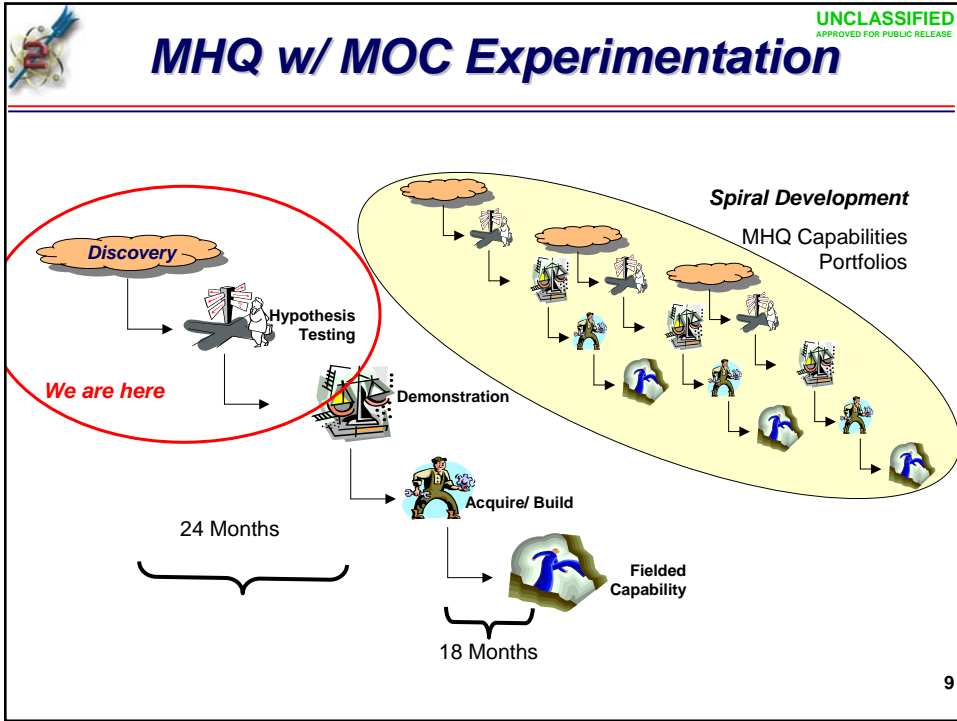 UNCLASSIFIED
APPROVED FOR PUBLIC RELEASE
MHQ w/ MOC Experimentation
Spiral Development
MHQ Capabilities
Portfolios
Discovery
Hypothesis
Testing
We are here
Demonstration
Acquire/ Build
24 Months
Fielded
Capability
18 Months
9